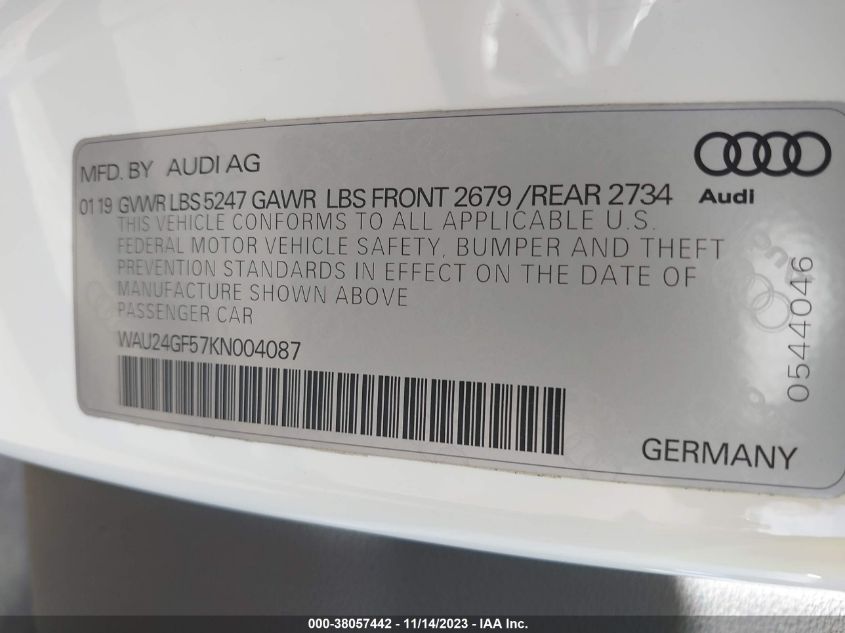 MFD. BY AUDI AG
Audi
01 19 GVWR LBS 5247 GAWR LBS FRONT 2679 /REAR 2734
THIS VEHICLE CONFORMS TO ALL APPLICABLE U.S.
FEDERAL MOTOR VEHICLE SAFETY, BUMPER AND THEFT
PREVENTION STANDARDS IN EFFECT ON THE DATE OF
MANUFACTURE SHOWN ABOVE
PASSENGER CAR
WAU24GF57KN004087
0544046
GERMANY
000-38057442 - 11/14/2023 - IAA Inc.